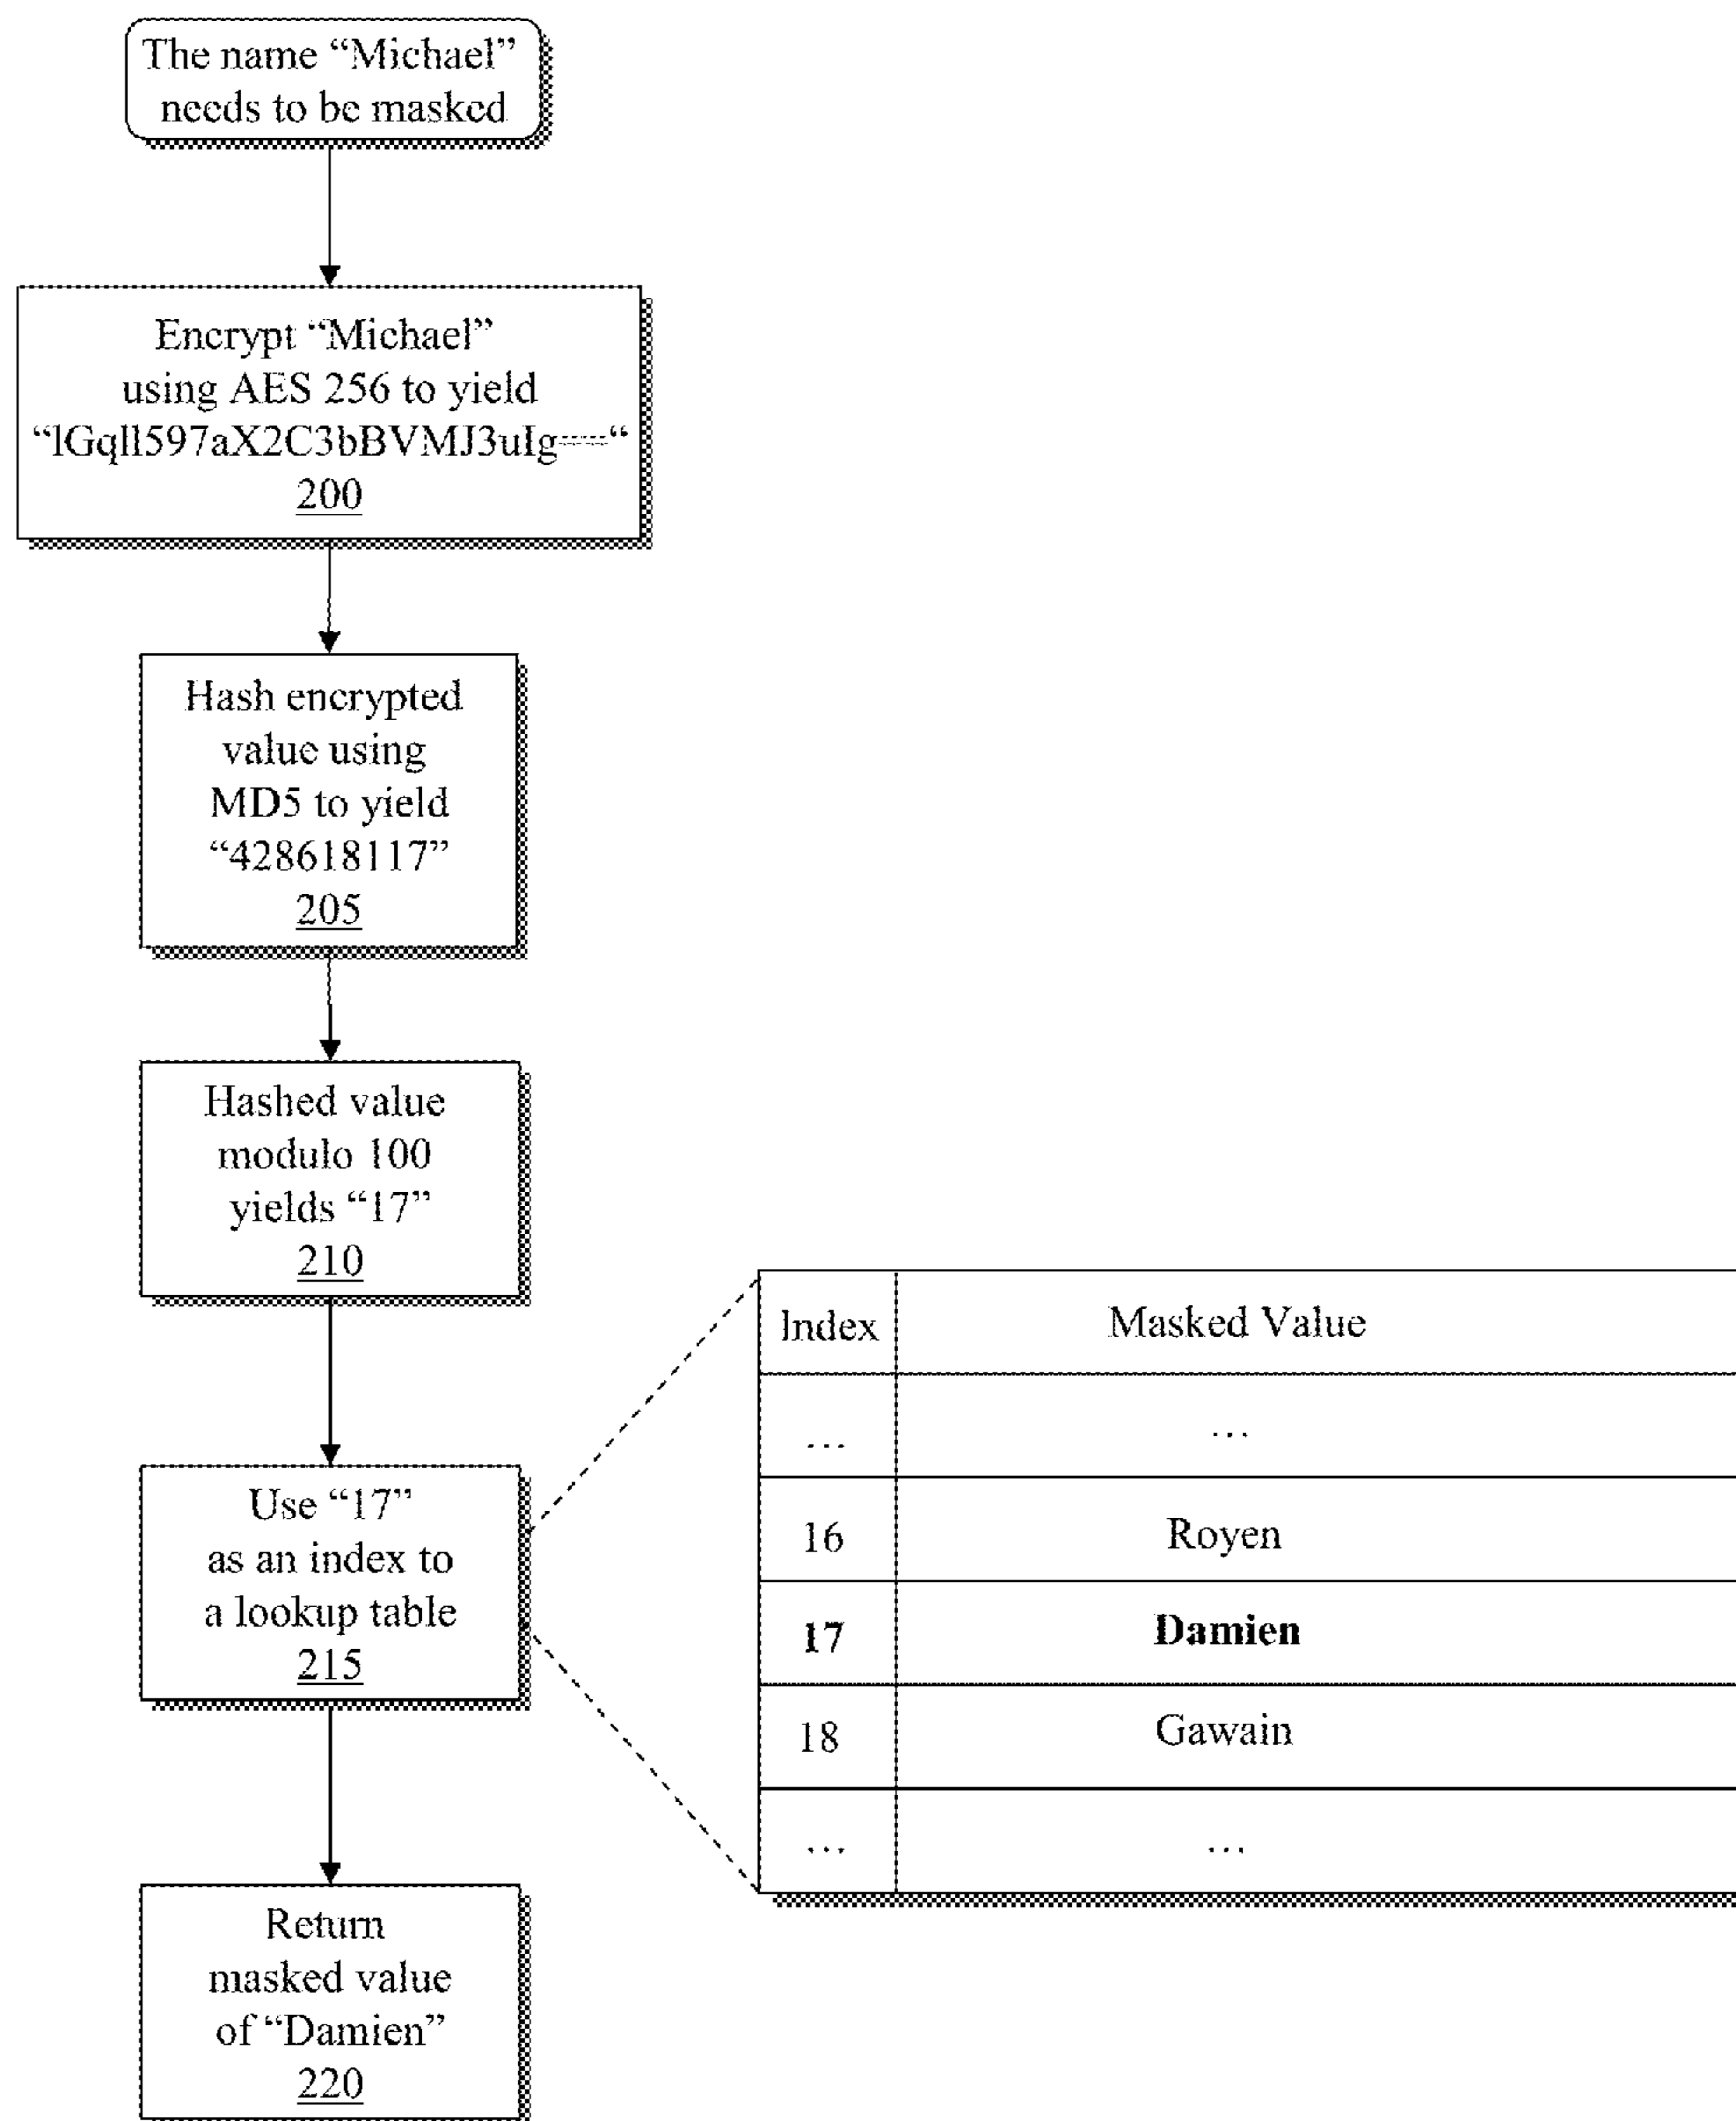 The name “Michael”
needs to be masked
Encrypt “Michael”
using AES 256 to yield
200
Hash encrypted
value using
MD5 to yield
“428618117”
205
Hashed value
modulo 100
yields “17”
210
Use “17”
as an index to
a lookup table
215
Return
masked value
of “Damien”
220
Index Masked Value
... ...
16 Royen
17 Damien
18 Gawain
... ...